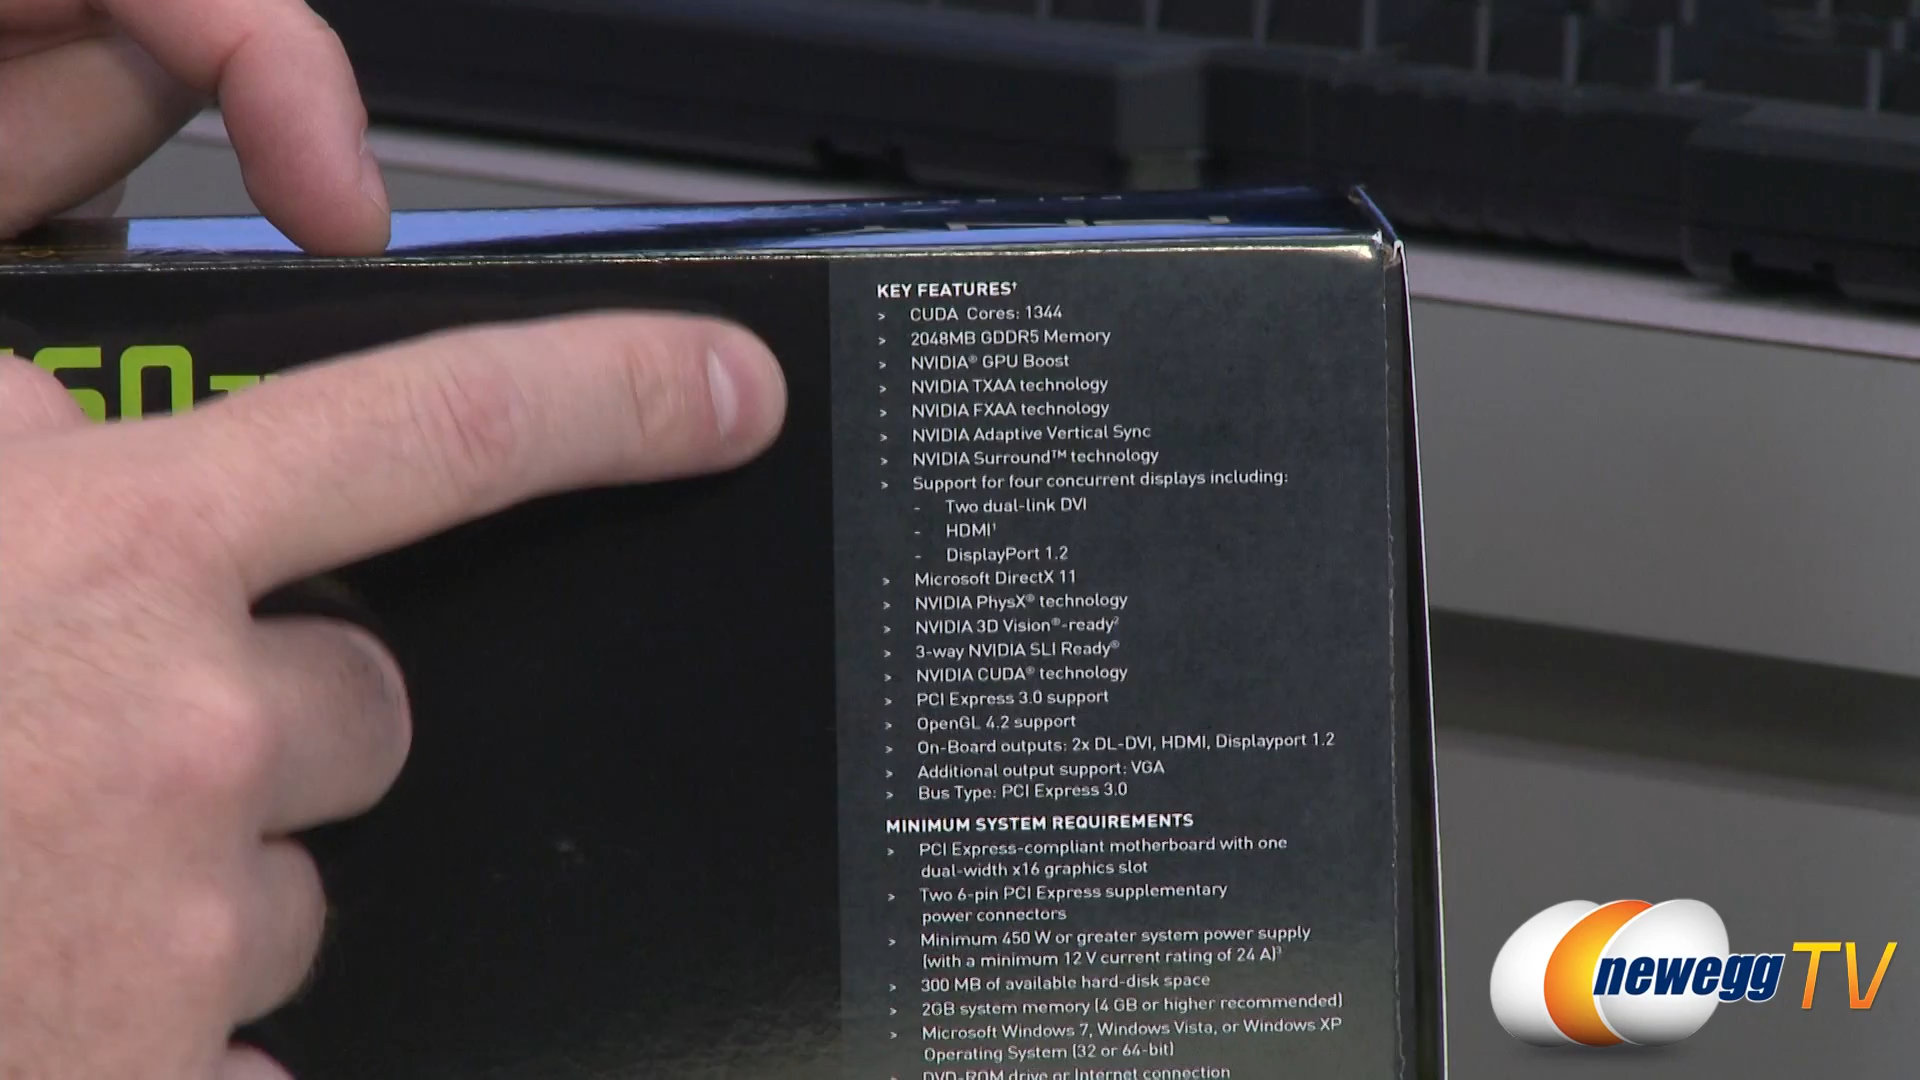 KEY FEATURES†
> CUDA Cores: 1344
> 2048MB GDDR5 Memory
> NVIDIA® GPU Boost
> NVIDIA TXAA technology
> NVIDIA FXAA technology
> NVIDIA Adaptive Vertical Sync
> NVIDIA Surround™ technology
> Support for four concurrent displays including:
- Two dual-link DVI
- HDMI¹
- DisplayPort 1.2
> Microsoft DirectX 11
> NVIDIA PhysX® technology
> NVIDIA 3D Vision®-ready²
> 3-way NVIDIA SLI Ready®
> NVIDIA CUDA® technology
> PCI Express 3.0 support
> OpenGL 4.2 support
> On-Board outputs: 2x DL-DVI, HDMI, Displayport 1.2
> Additional output support: VGA
> Bus Type: PCI Express 3.0
MINIMUM SYSTEM REQUIREMENTS
> PCI Express-compliant motherboard with one
dual-width x16 graphics slot
> Two 6-pin PCI Express supplementary
power connectors
> Minimum 450 W or greater system power supply
(with a minimum 12 V current rating of 24 A)³
> 300 MB of available hard-disk space
> 2GB system memory (4 GB or higher recommended)
> Microsoft Windows 7, Windows Vista, or Windows XP
Operating System (32 or 64-bit)
> DVD-ROM drive or Internet connection
newegg TV